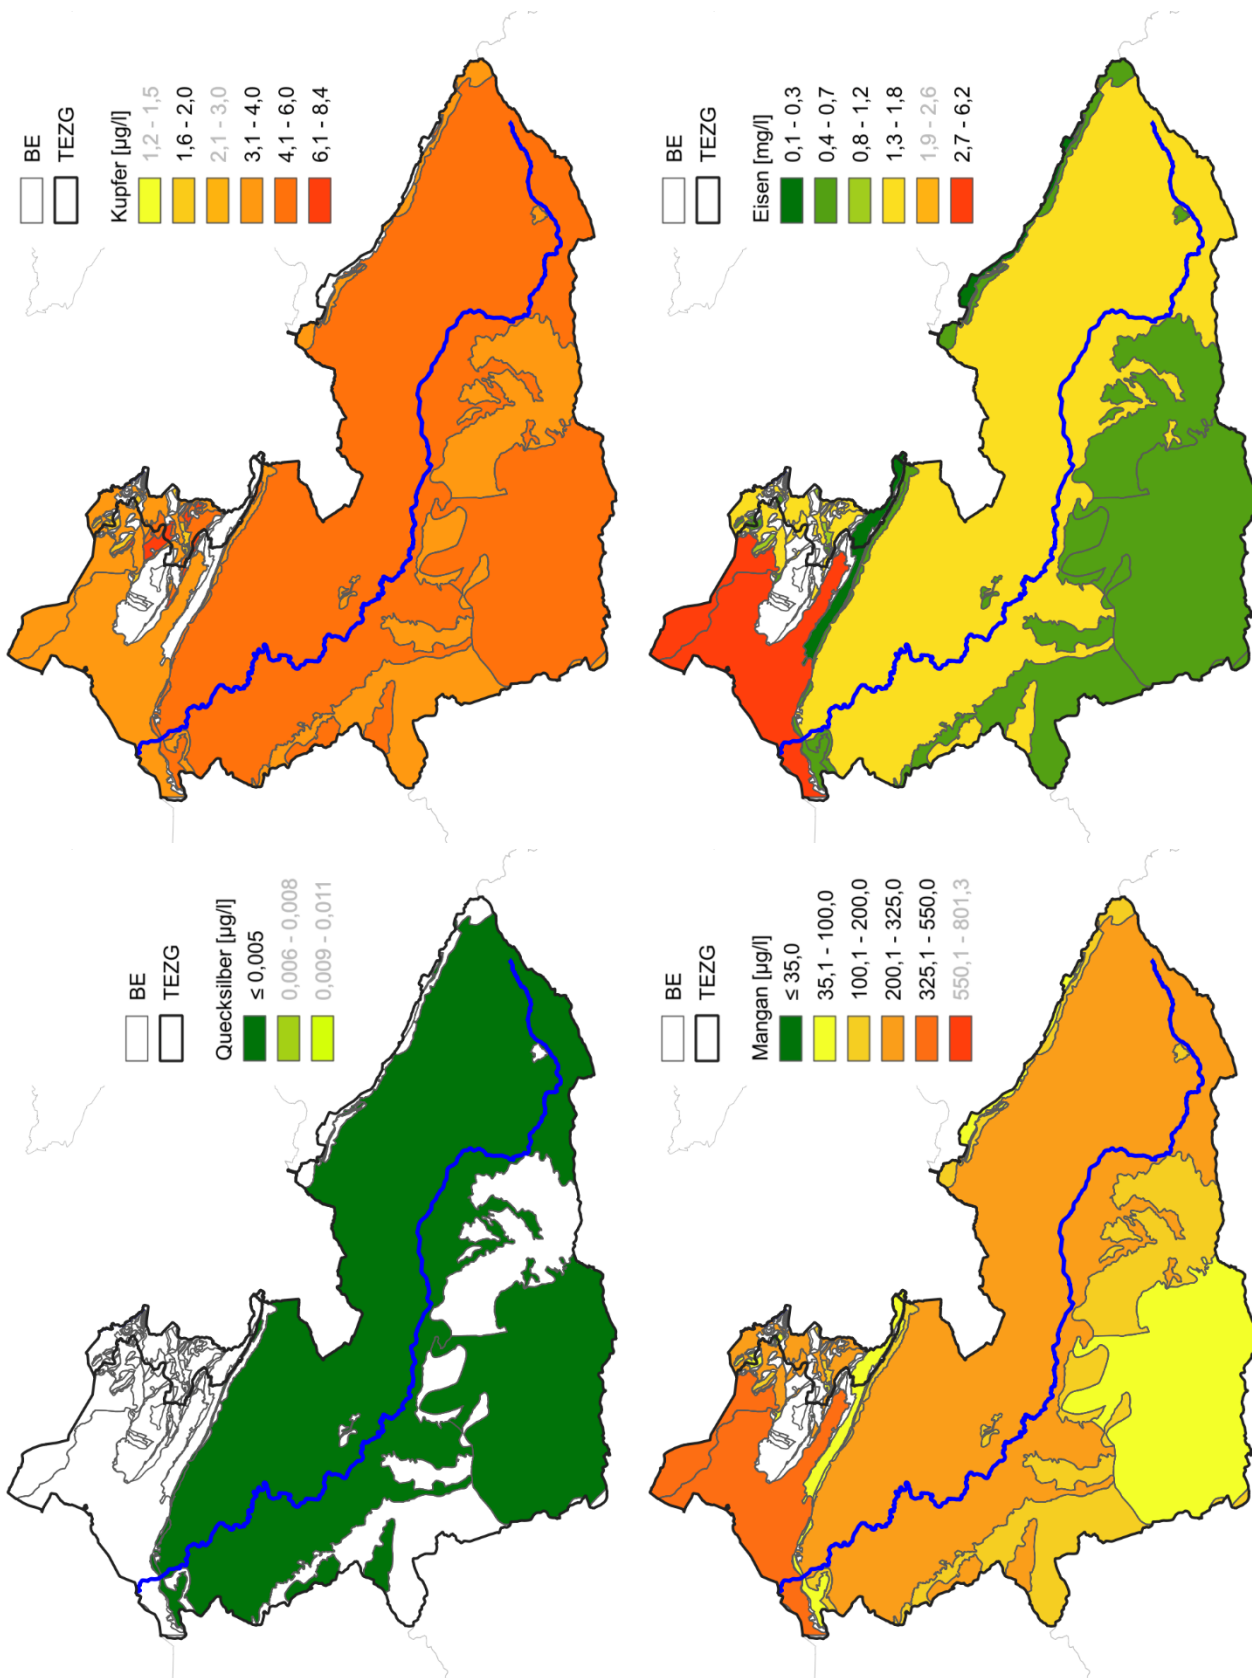 BE
TEZG
Quecksilber [µg/l]
≤ 0,005
0,006 - 0,008
0,009 - 0,011
BE
TEZG
Kupfer [µg/l]
1,2 - 1,5
1,6 - 2,0
2,1 - 3,0
3,1 - 4,0
4,1 - 6,0
6,1 - 8,4
BE
TEZG
Mangan [µg/l]
≤ 35,0
35,1 - 100,0
100,1 - 200,0
200,1 - 325,0
325,1 - 550,0
550,1 - 801,3
BE
TEZG
Eisen [mg/l]
0,1 - 0,3
0,4 - 0,7
0,8 - 1,2
1,3 - 1,8
1,9 - 2,6
2,7 - 6,2